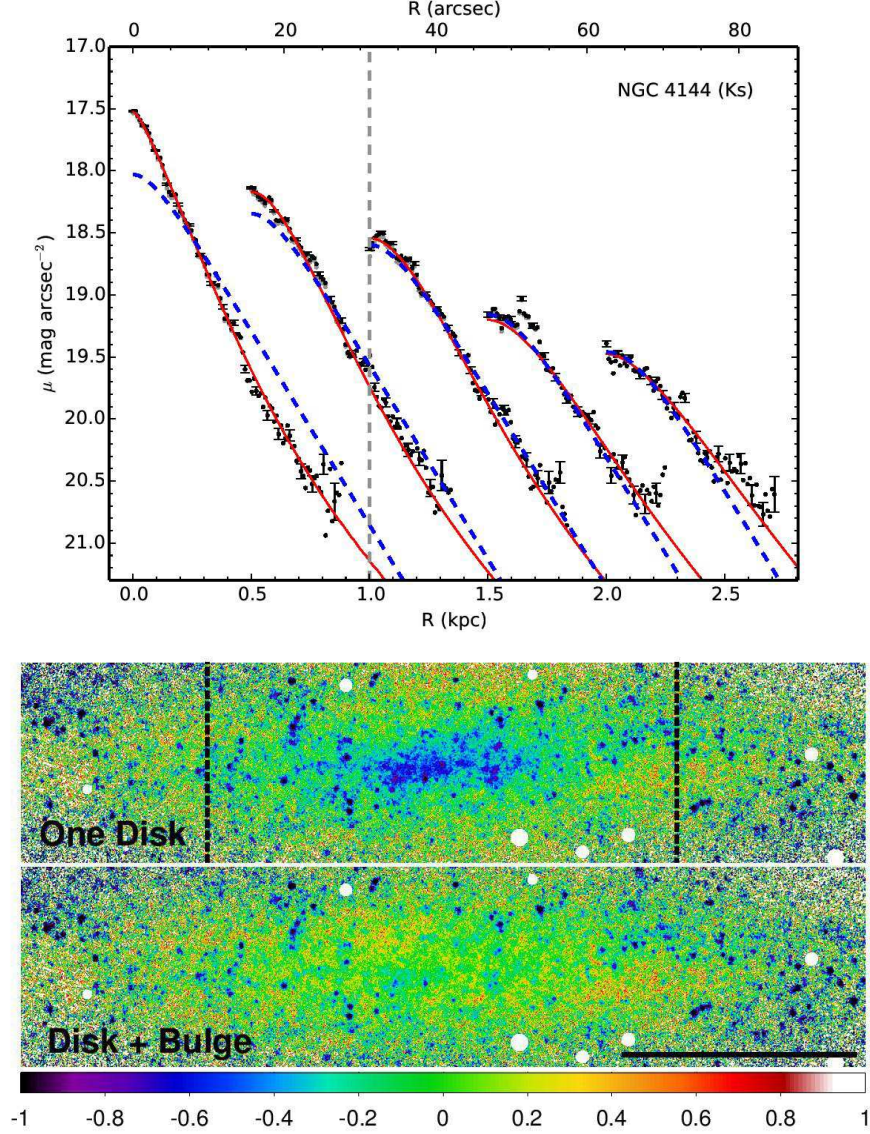 R (arcsec)
0 20 40 60 80
NGC 4144 (Ks)
17.0
17.5
18.0
18.5
19.0
19.5
20.0
20.5
21.0
μ (mag arcsec⁻²)
0.0 0.5 1.0 1.5 2.0 2.5
R (kpc)
One Disk
Disk + Bulge
-1 -0.8 -0.6 -0.4 -0.2 0 0.2 0.4 0.6 0.8 1